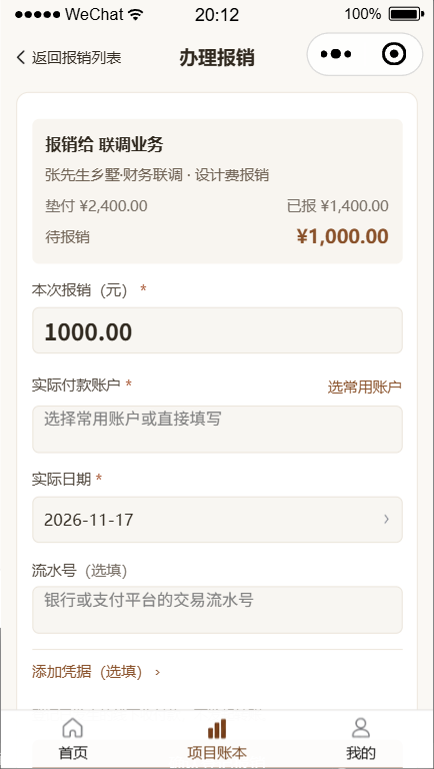 WeChat 20:12 100%
返回报销列表 办理报销
报销给 联调业务
张先生乡墅·财务联调 · 设计费报销
垫付 ¥2,400.00 已报 ¥1,400.00
待报销 ¥1,000.00
本次报销（元） *
1000.00
实际付款账户 * 选常用账户
选择常用账户或直接填写
实际日期 *
2026-11-17
流水号（选填）
银行或支付平台的交易流水号
添加凭据（选填） ›
首页 项目账本 我的